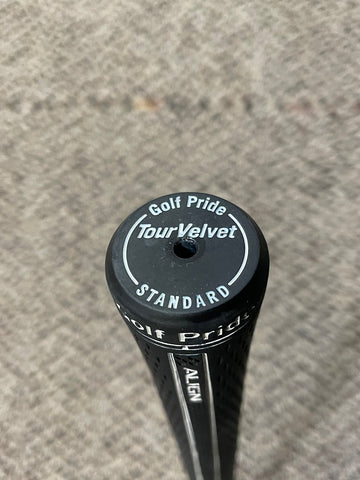 Golf Pride
TourVelvet
STANDARD
Golf Pride
ALIGN